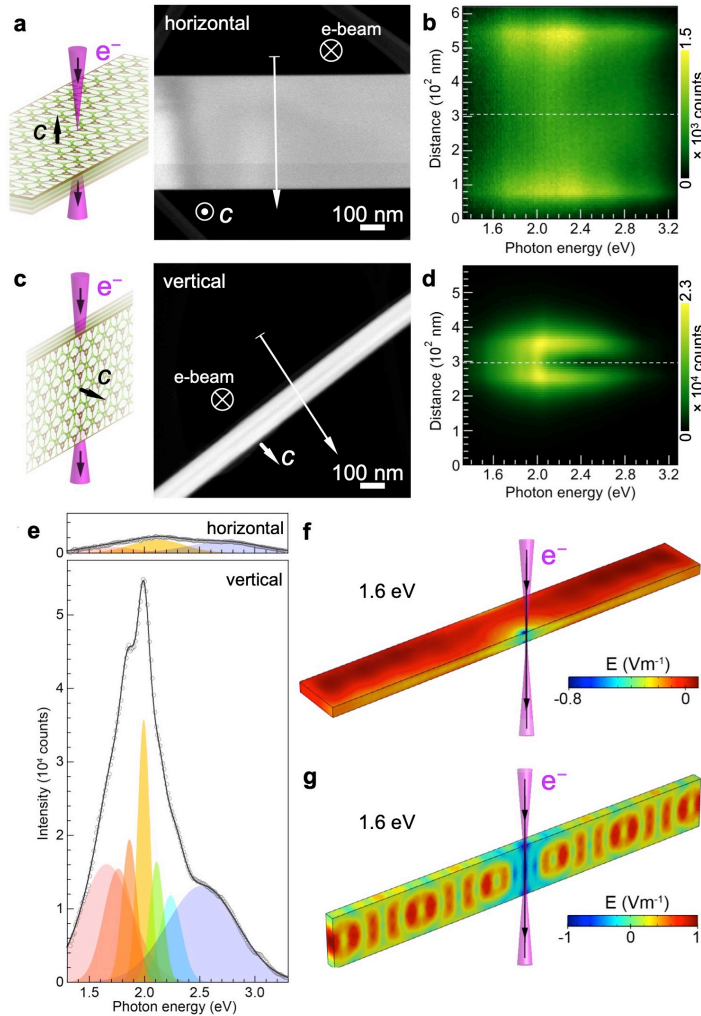 a
e⁻
c
horizontal
e-beam
c
100 nm
b
Distance (10² nm)
6
5
4
3
2
1
0
1.6
2.0
2.4
2.8
3.2
Photon energy (eV)
1.5
× 10³ counts
0
c
e⁻
c
vertical
e-beam
c
100 nm
d
Distance (10² nm)
5
4
3
2
1
0
1.6
2.0
2.4
2.8
3.2
Photon energy (eV)
2.3
× 10⁴ counts
0
e
horizontal
0
vertical
Intensity (10⁴ counts)
5
4
3
2
1
0
1.5
2.0
2.5
3.0
Photon energy (eV)
f
e⁻
1.6 eV
E (Vm⁻¹)
-0.8
0
g
e⁻
1.6 eV
E (Vm⁻¹)
-1
0
1